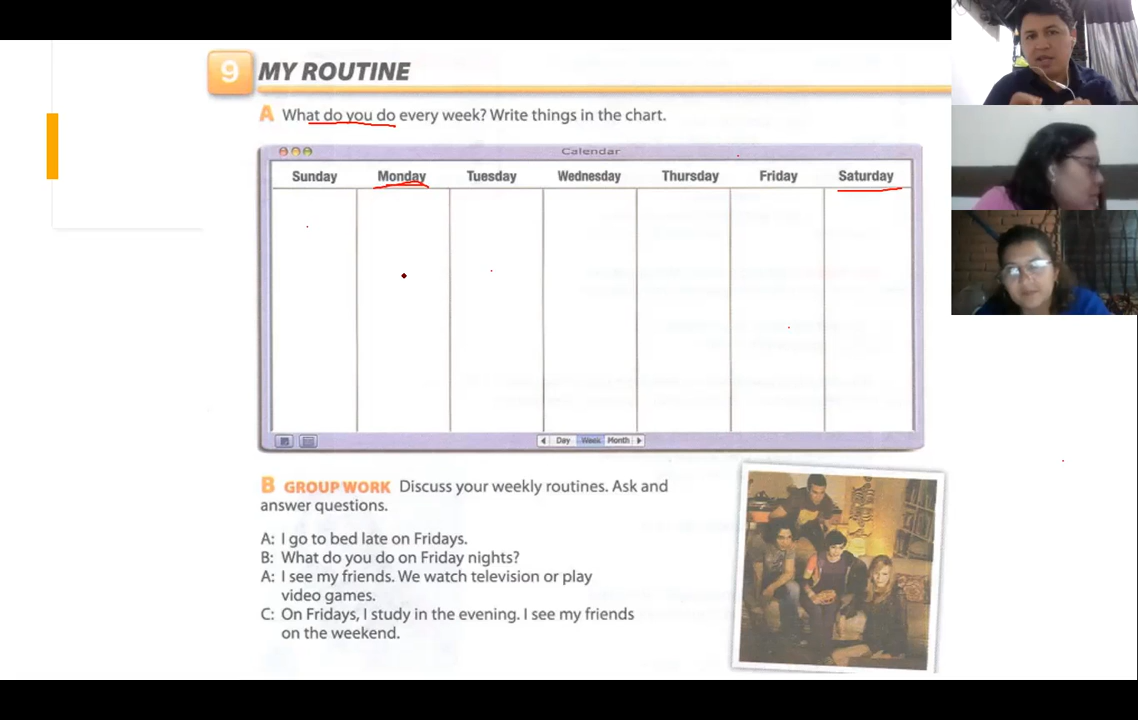 9 MY ROUTINE
A What do you do every week? Write things in the chart.
Calendar
Sunday Monday Tuesday Wednesday Thursday Friday Saturday
Day Week Month
B GROUP WORK Discuss your weekly routines. Ask and
answer questions.
A: I go to bed late on Fridays.
B: What do you do on Friday nights?
A: I see my friends. We watch television or play
video games.
C: On Fridays, I study in the evening. I see my friends
on the weekend.